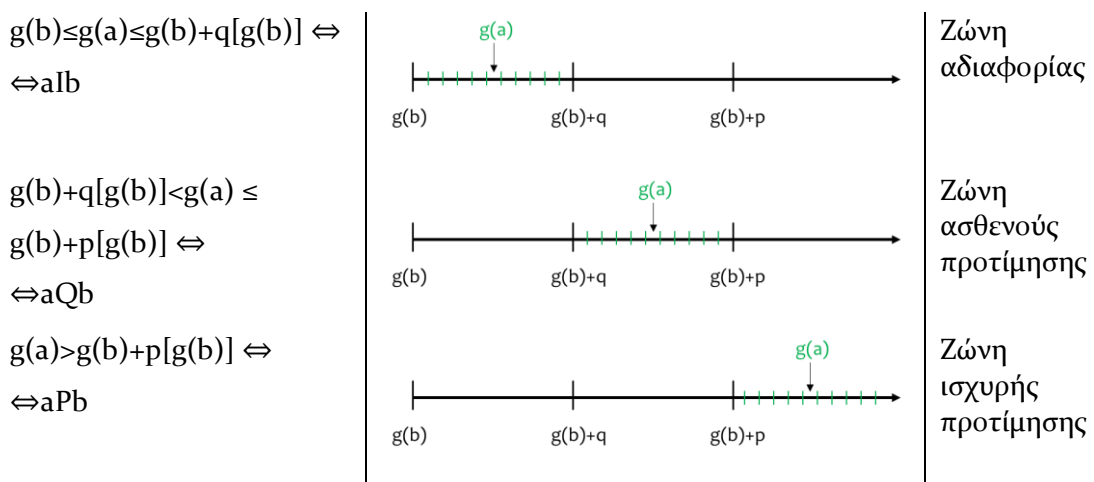 g(b)≤g(a)≤g(b)+q[g(b)] ⇔
⇔aIb
g(a)
g(b)
g(b)+q
g(b)+p
Ζώνη
αδιαφορίας
g(b)+q[g(b)]<g(a) ≤
g(b)+p[g(b)] ⇔
⇔aQb
g(a)
g(b)
g(b)+q
g(b)+p
Ζώνη
ασθενούς
προτίμησης
g(a)>g(b)+p[g(b)] ⇔
⇔aPb
g(a)
g(b)
g(b)+q
g(b)+p
Ζώνη
ισχυρής
προτίμησης